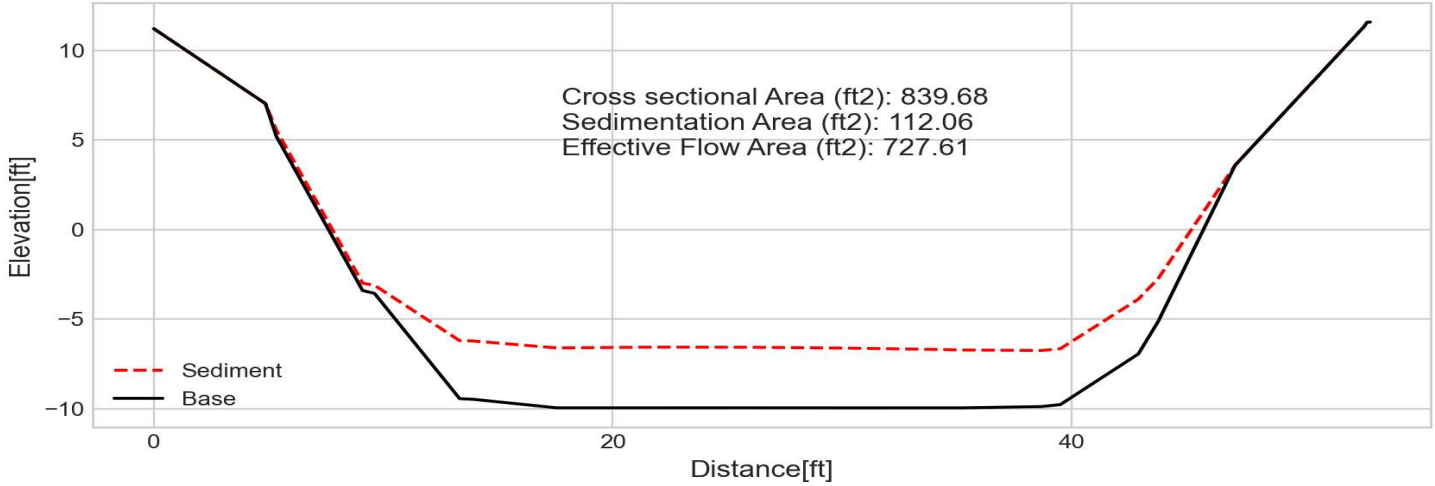 10
5
0
−5
−10
Elevation[ft]
Cross sectional Area (ft2): 839.68
Sedimentation Area (ft2): 112.06
Effective Flow Area (ft2): 727.61
Sediment
Base
0 20 40
Distance[ft]